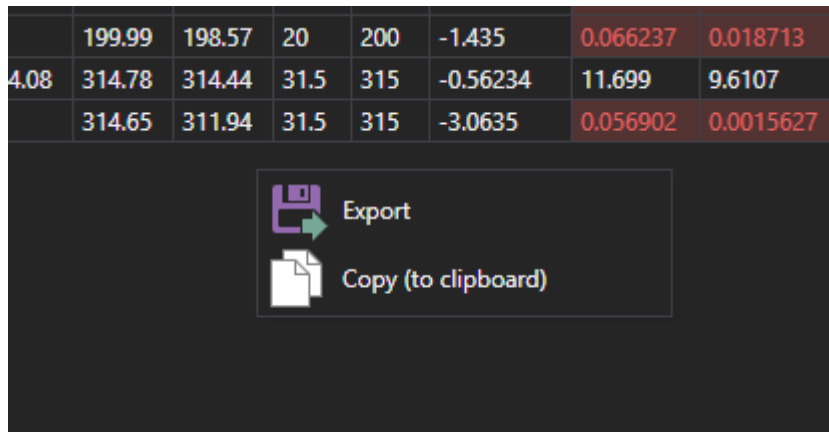 199.99 198.57 20 200 -1.435 0.066237 0.018713
4.08 314.78 314.44 31.5 315 -0.56234 11.699 9.6107
314.65 311.94 31.5 315 -3.0635 0.056902 0.0015627
Export
Copy (to clipboard)